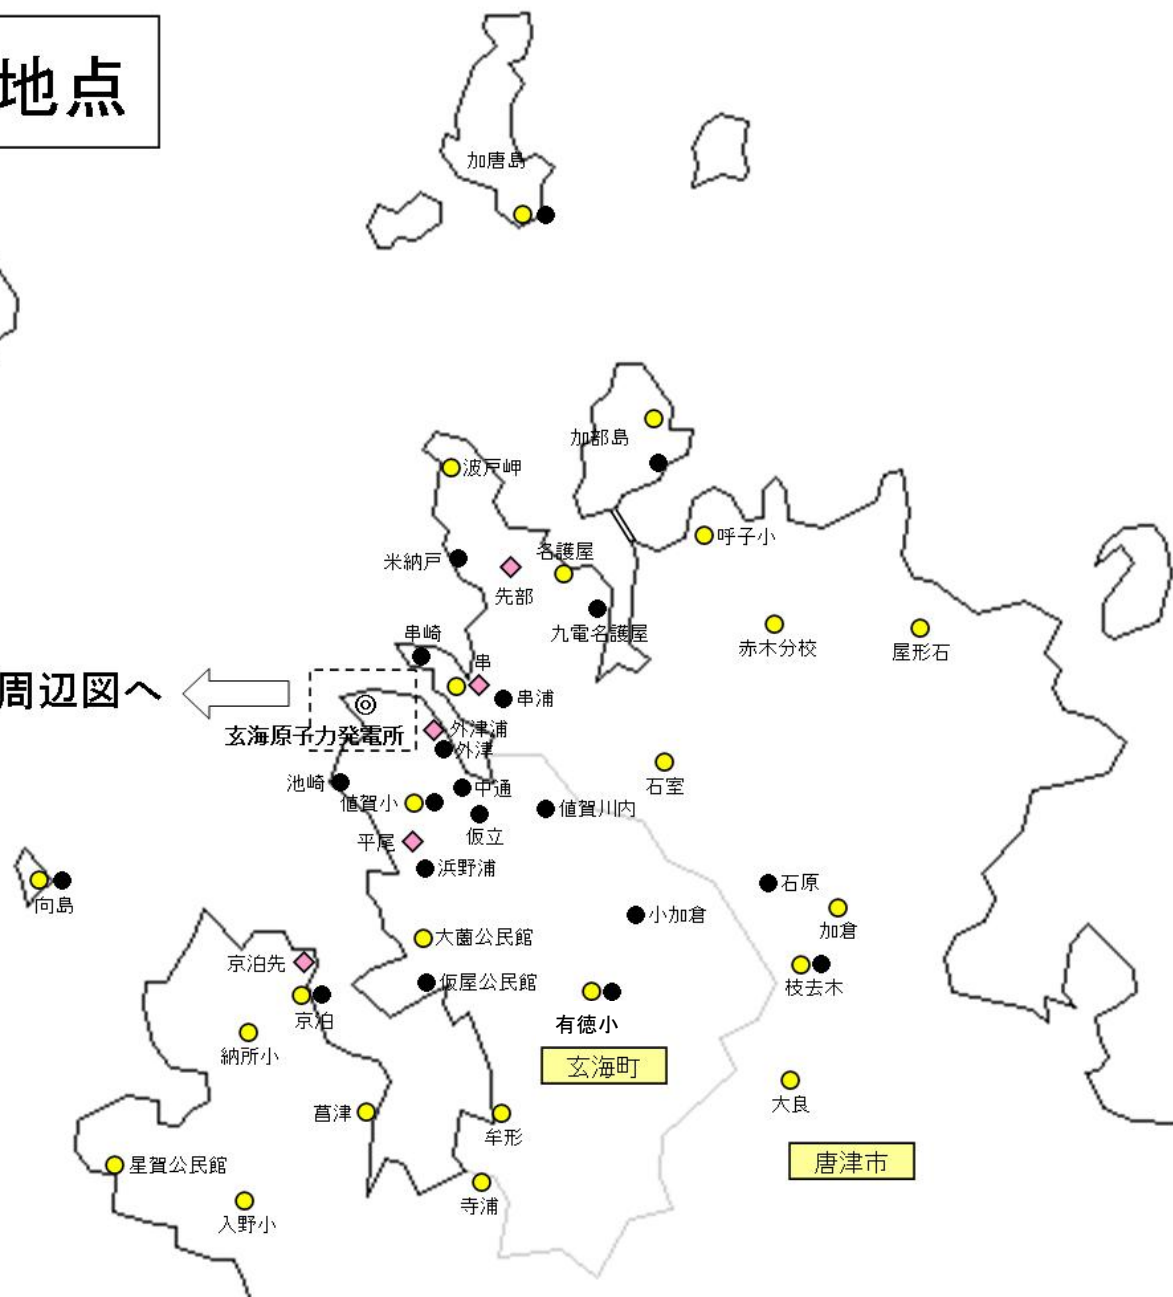 地点
加唐島
加部島
波戸岬
呼子小
名護屋
米納戸
先部
九電名護屋
串崎
赤木分校
屋形石
串
周辺図へ
串浦
外津浦
玄海原子力発電所
外津
池崎
中通
石室
値賀小
値賀川内
仮立
平尾
浜野浦
石原
向島
小加倉
加倉
大薗公民館
京泊先
仮屋公民館
枝去木
京泊
有徳小
納所小
玄海町
大良
菖津
牟形
唐津市
星賀公民館
寺浦
入野小